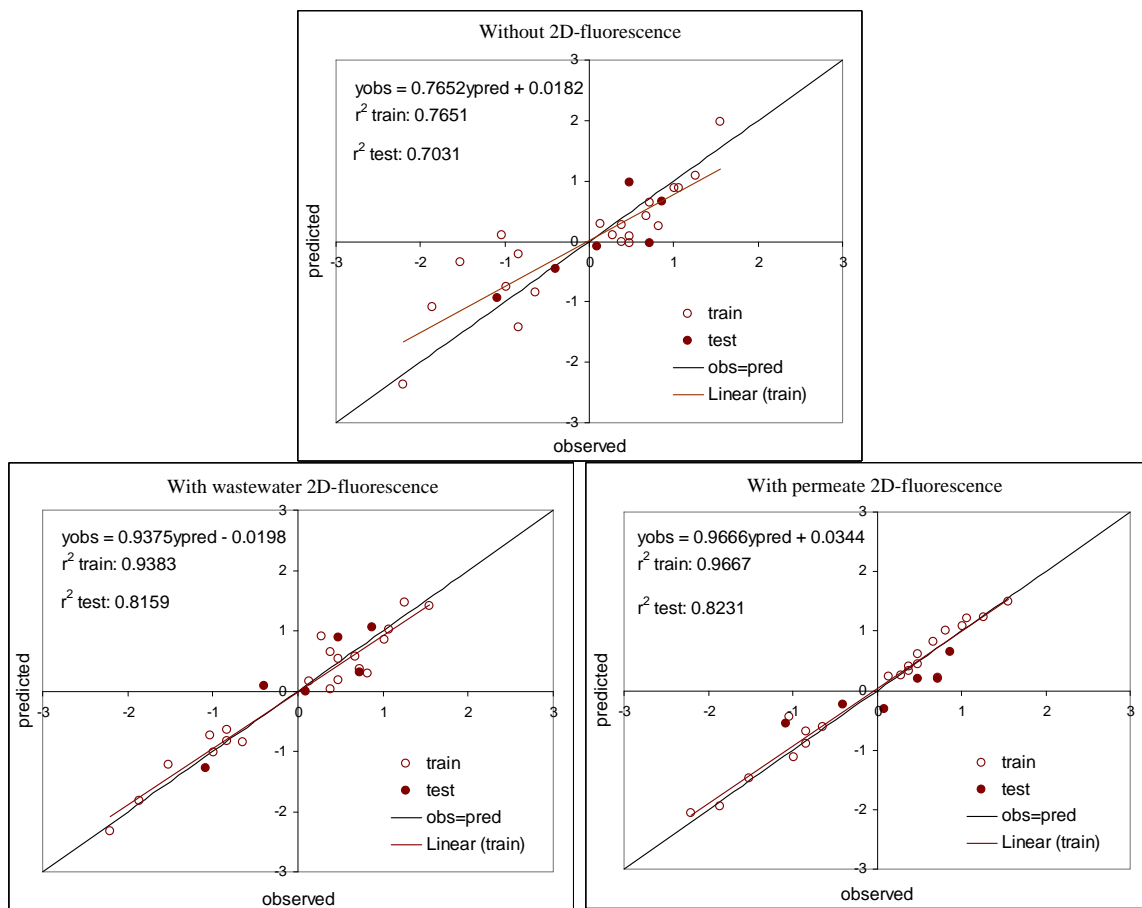 Without 2D-fluorescence
yobs = 0.7652ypred + 0.0182
r² train: 0.7651
r² test: 0.7031
3
2
1
0
-1
-2
-3
-3 -2 -1 0 1 2 3
predicted
observed
train
test
obs=pred
Linear (train)
With wastewater 2D-fluorescence
yobs = 0.9375ypred - 0.0198
r² train: 0.9383
r² test: 0.8159
3
2
1
0
-1
-2
-3
-3 -2 -1 0 1 2 3
predicted
observed
train
test
obs=pred
Linear (train)
With permeate 2D-fluorescence
yobs = 0.9666ypred + 0.0344
r² train: 0.9667
r² test: 0.8231
3
2
1
0
-1
-2
-3
-3 -2 -1 0 1 2 3
predicted
observed
train
test
obs=pred
Linear (train)